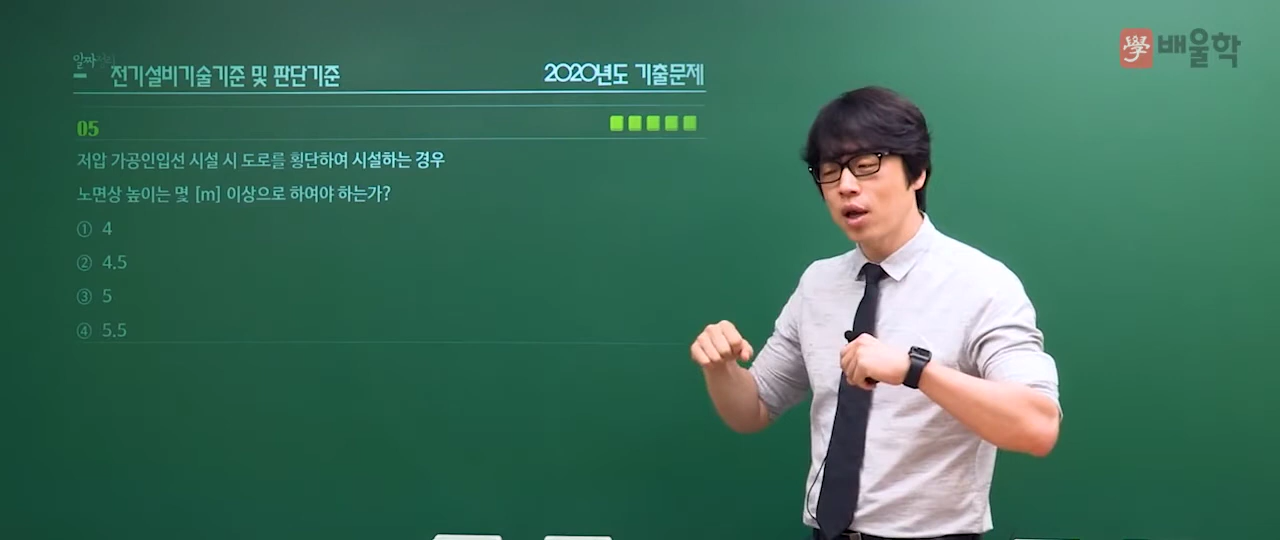 알짜
전기설비기술기준 및 판단기준
2020년도 기출문제
學 배울학
05
저압 가공인입선 시설 시 도로를 횡단하여 시설하는 경우
노면상 높이는 몇 [m] 이상으로 하여야 하는가?
① 4
② 4.5
③ 5
④ 5.5